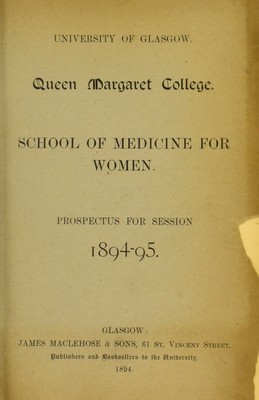 UNIVERSITY OF GLASGOW.
Queen Margaret College.
SCHOOL OF MEDICINE FOR
WOMEN.
PROSPECTUS FOR SESSION
1894-95.
GLASGOW:
JAMES MACLEHOSE & SONS, 61 ST. VINCENT STREET,
Publishers and Booksellers to the University.
1894.